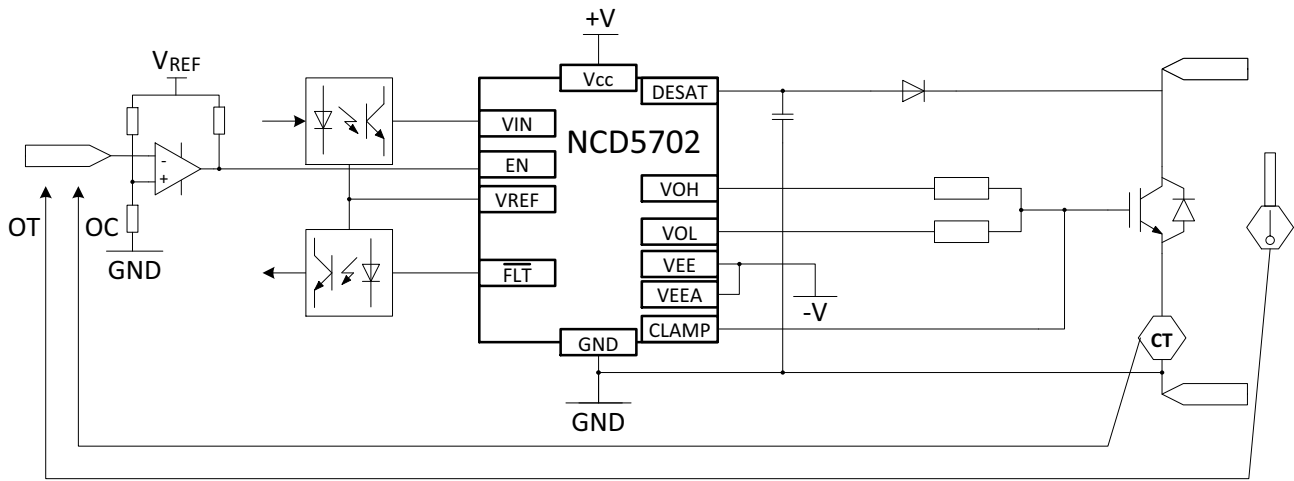 +V
VREF
Vcc
DESAT
VIN
NCD5702
EN
VOH
VREF
OT
OC
VOL
GND
VEE
FLT
VEEA
-V
CLAMP
GND
CT
GND